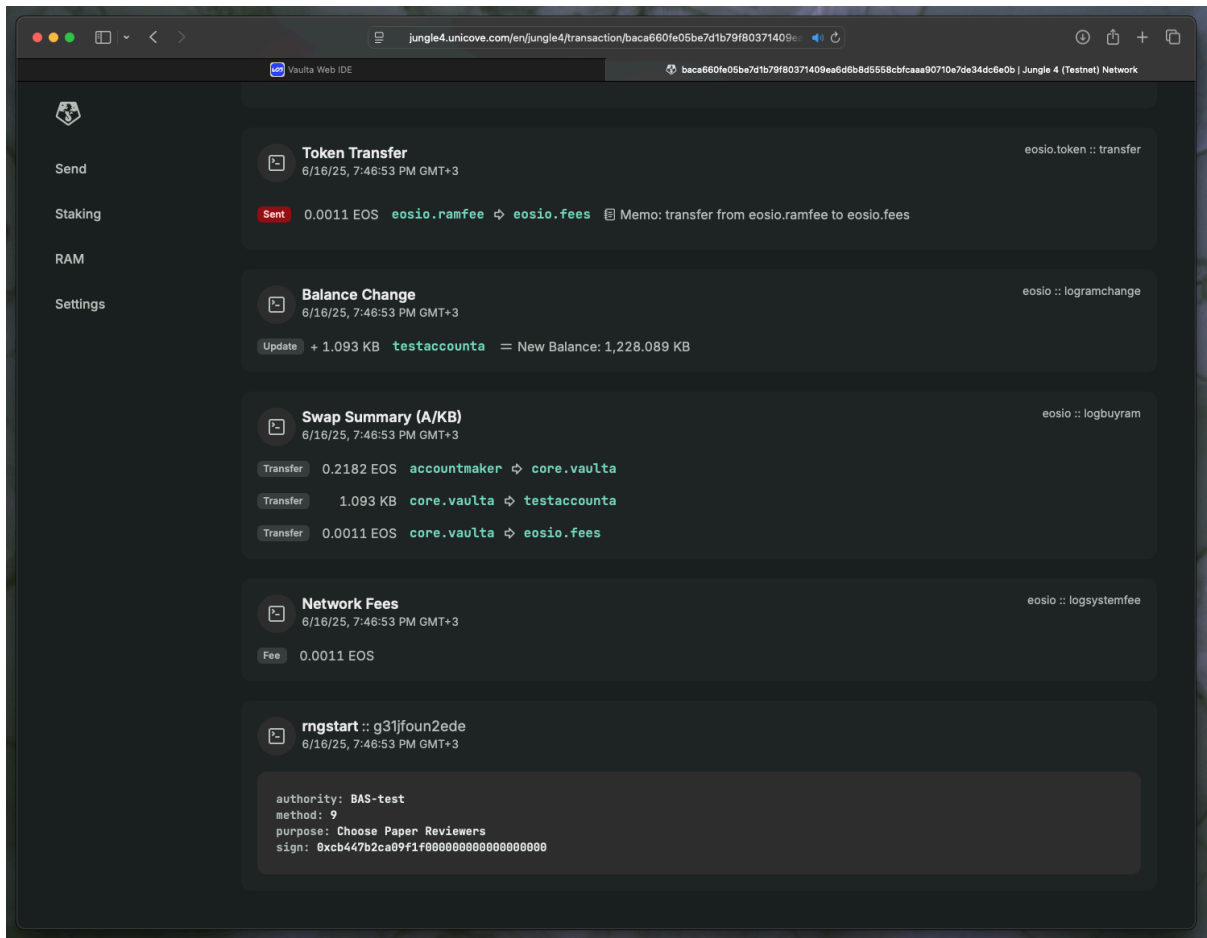 jungle4.unicove.com/en/jungle4/transaction/baca660fe05be7d1b79f80371409e
Vaulta Web IDE
baca660fe05be7d1b79f80371409ea6d6b8d5558cbfcaaa90710e7de34dc6e0b | Jungle 4 (Testnet) Network
Send
Staking
RAM
Settings
Token Transfer
eosio.token :: transfer
6/16/25, 7:46:53 PM GMT+3
Sent 0.0011 EOS eosio.ramfee ⇨ eosio.fees Memo: transfer from eosio.ramfee to eosio.fees
Balance Change
eosio :: logramchange
6/16/25, 7:46:53 PM GMT+3
Update + 1.093 KB testaccounta = New Balance: 1,228.089 KB
Swap Summary (A/KB)
eosio :: logbuyram
6/16/25, 7:46:53 PM GMT+3
Transfer 0.2182 EOS accountmaker ⇨ core.vaulta
Transfer 1.093 KB core.vaulta ⇨ testaccounta
Transfer 0.0011 EOS core.vaulta ⇨ eosio.fees
Network Fees
eosio :: logsystemfee
6/16/25, 7:46:53 PM GMT+3
Fee 0.0011 EOS
rngstart :: g31jfoun2ede
6/16/25, 7:46:53 PM GMT+3
authority: BAS-test
method: 9
purpose: Choose Paper Reviewers
sign: 0xcb447b2ca09f1f000000000000000000